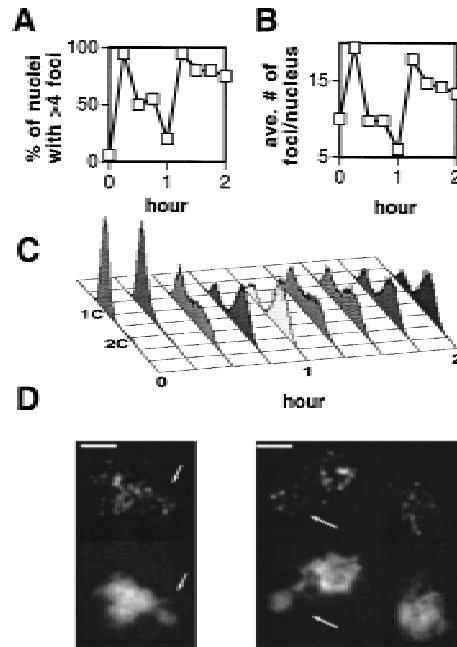 A
B
% of nuclei
with >4 foci
100
50
0
0
1
2
hour
ave. # of
foci/nucleus
15
5
0
1
2
hour
C
1C
2C
0
1
2
hour
D